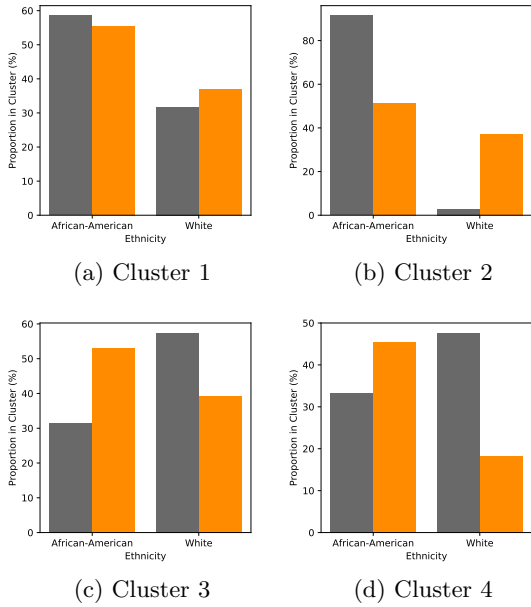 Proportion in Cluster (%)
60
50
40
30
20
10
0
African-American White
Ethnicity
(a) Cluster 1
Proportion in Cluster (%)
80
60
40
20
0
African-American White
Ethnicity
(b) Cluster 2
Proportion in Cluster (%)
60
50
40
30
20
10
0
African-American White
Ethnicity
(c) Cluster 3
Proportion in Cluster (%)
50
40
30
20
10
0
African-American White
Ethnicity
(d) Cluster 4